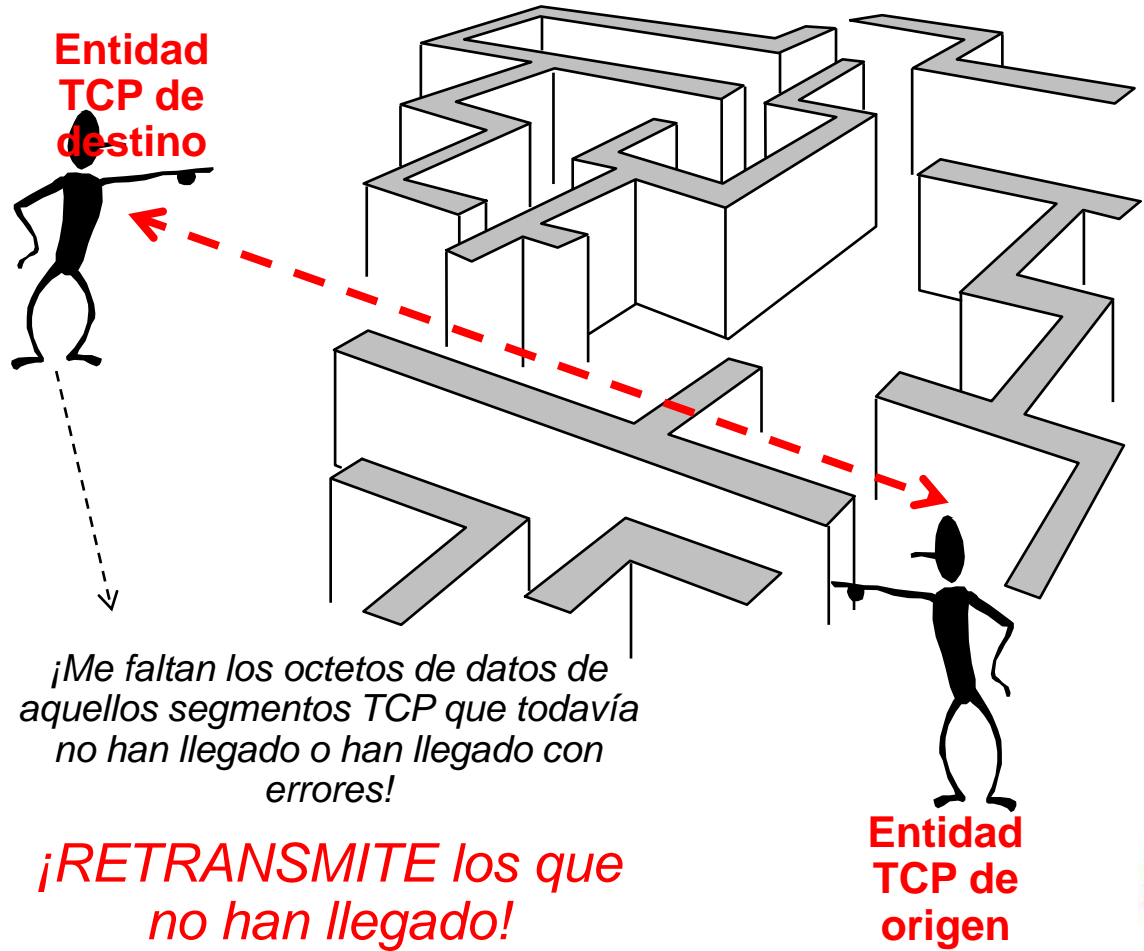 Entidad
TCP de
destino
¡Me faltan los octetos de datos de
aquellos segmentos TCP que todavía
no han llegado o han llegado con
errores!
¡RETRANSMITE los que
no han llegado!
Entidad
TCP de
origen